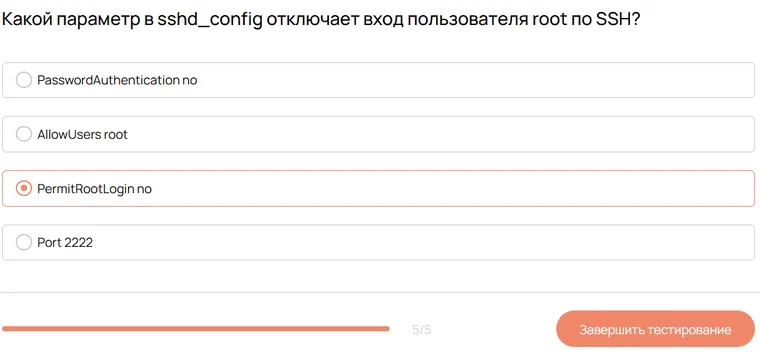 Какой параметр в sshd_config отключает вход пользователя root по SSH?
PasswordAuthentication no
AllowUsers root
PermitRootLogin no
Port 2222
5/5
Завершить тестирование